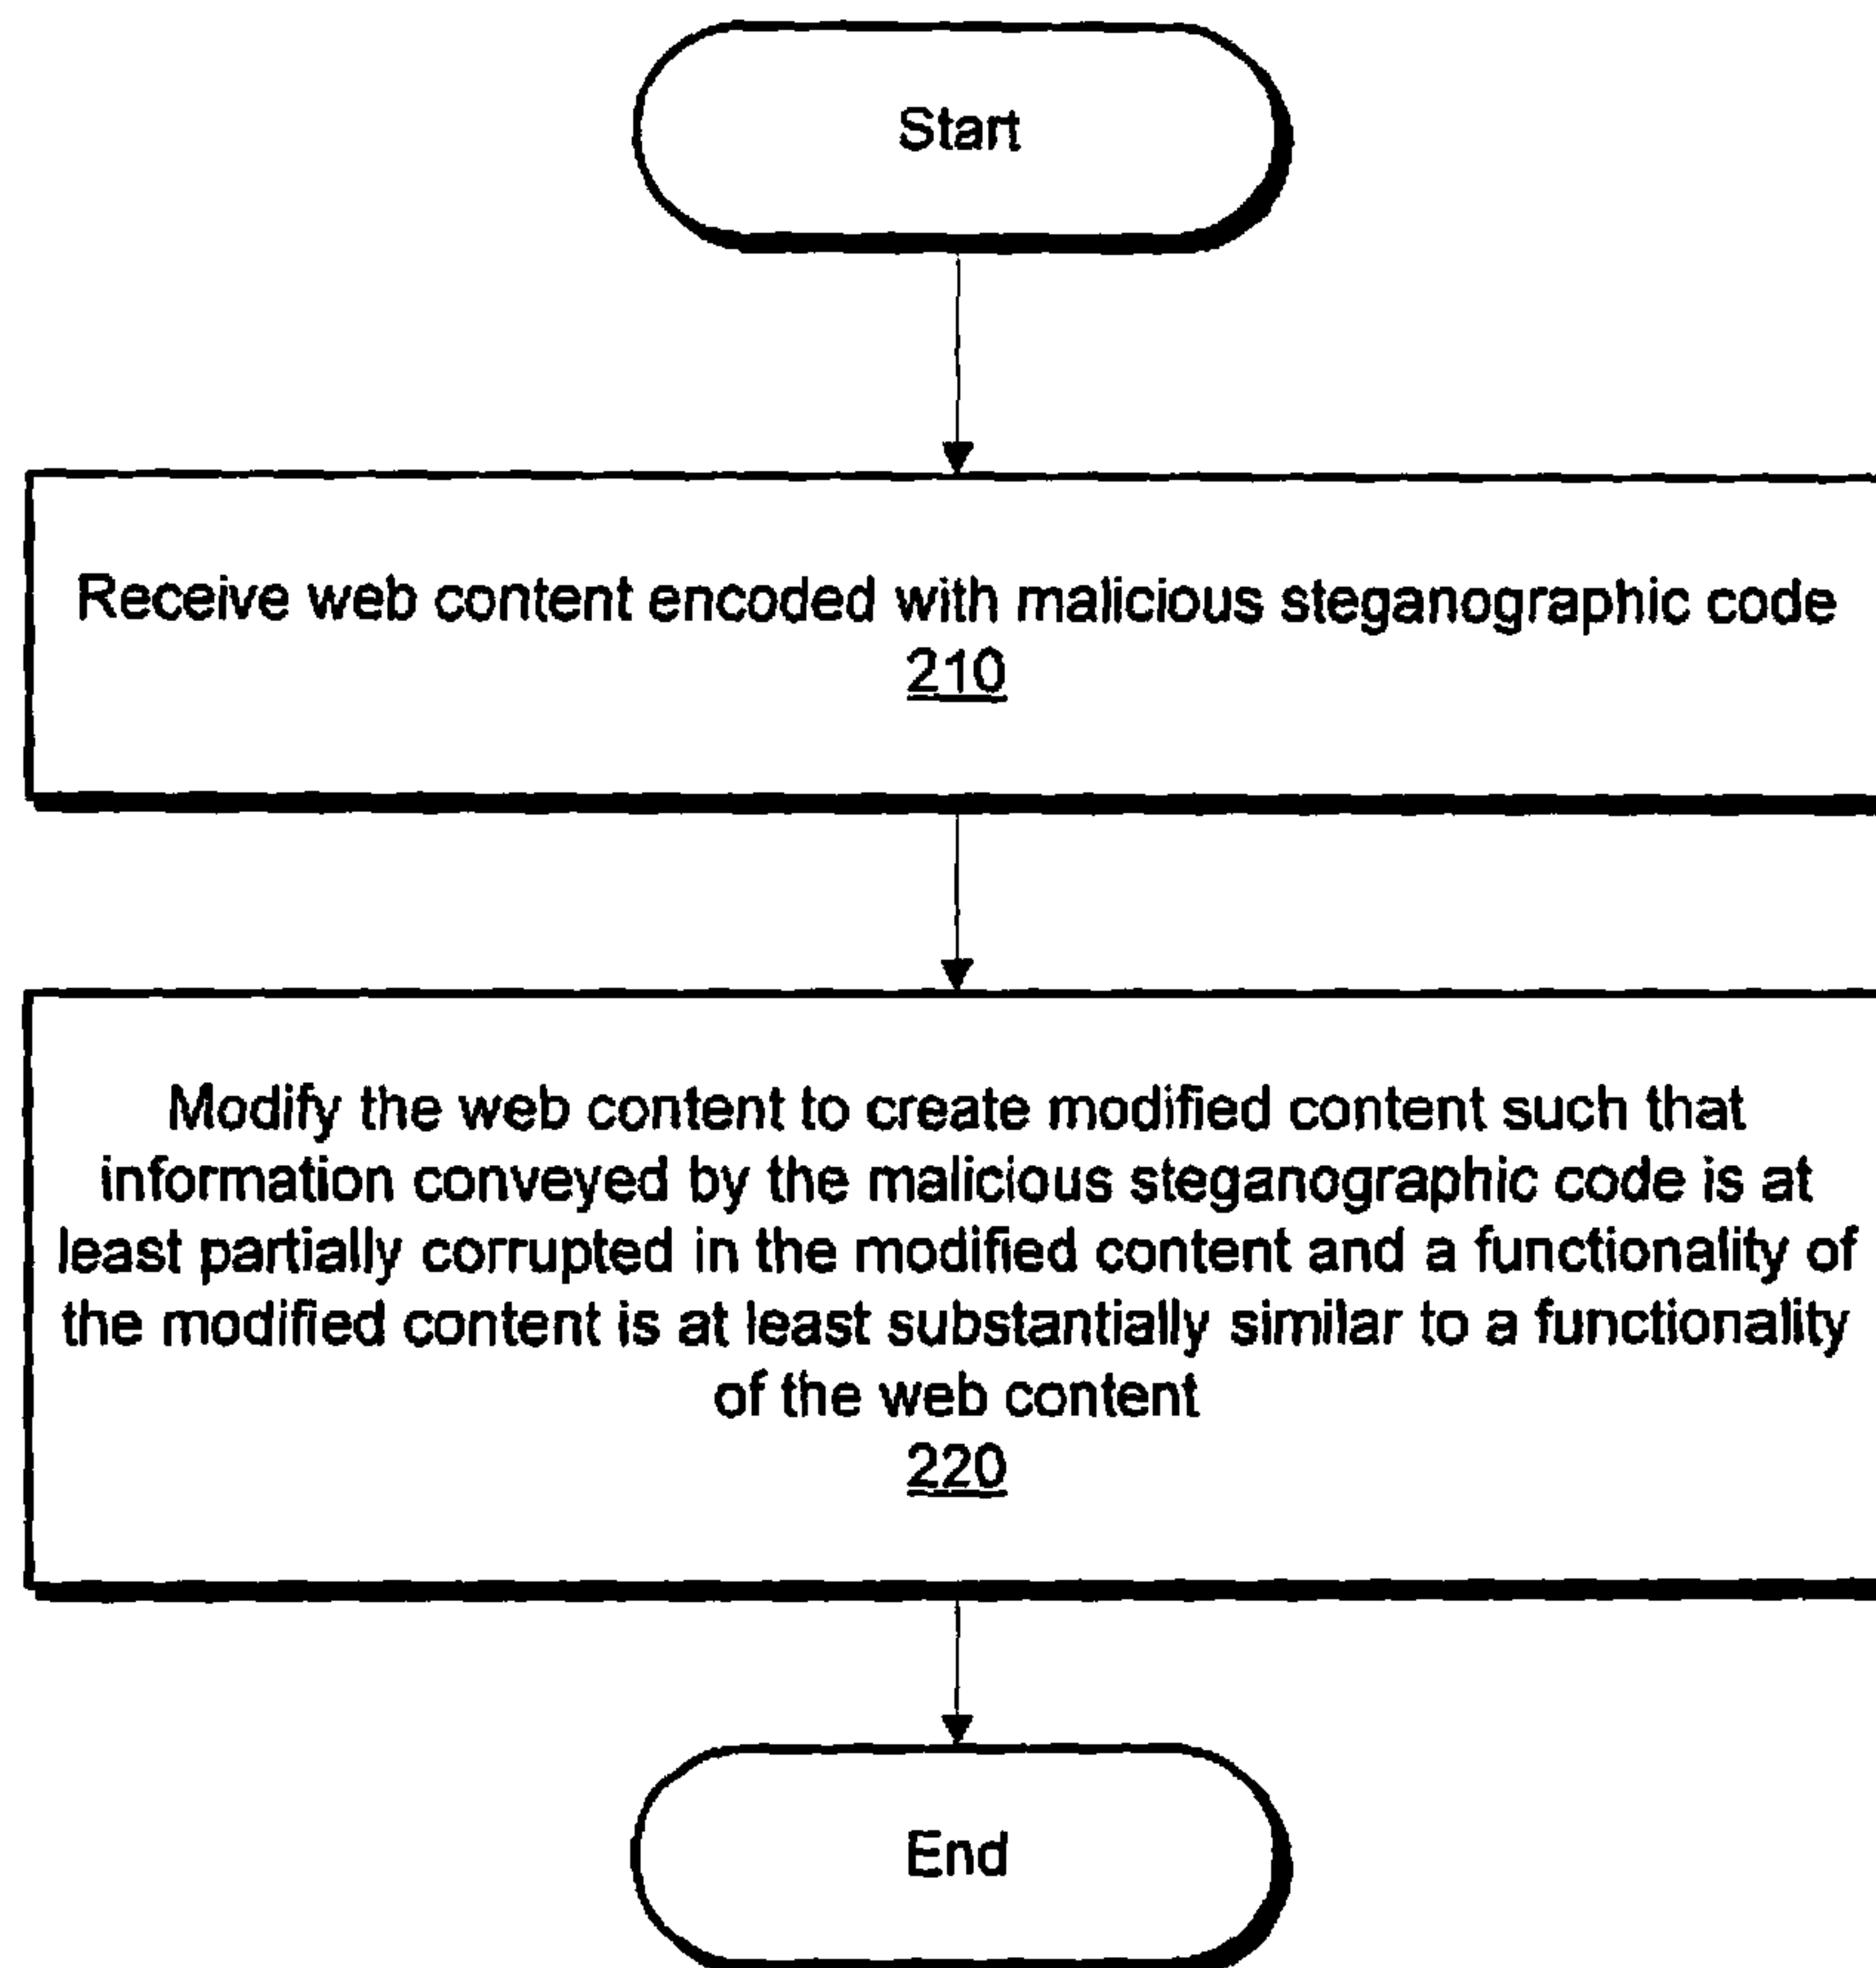 Start
Receive web content encoded with malicious steganographic code
210
Modify the web content to create modified content such that
information conveyed by the malicious steganographic code is at
least partially corrupted in the modified content and a functionality of
the modified content is at least substantially similar to a functionality
of the web content
220
End